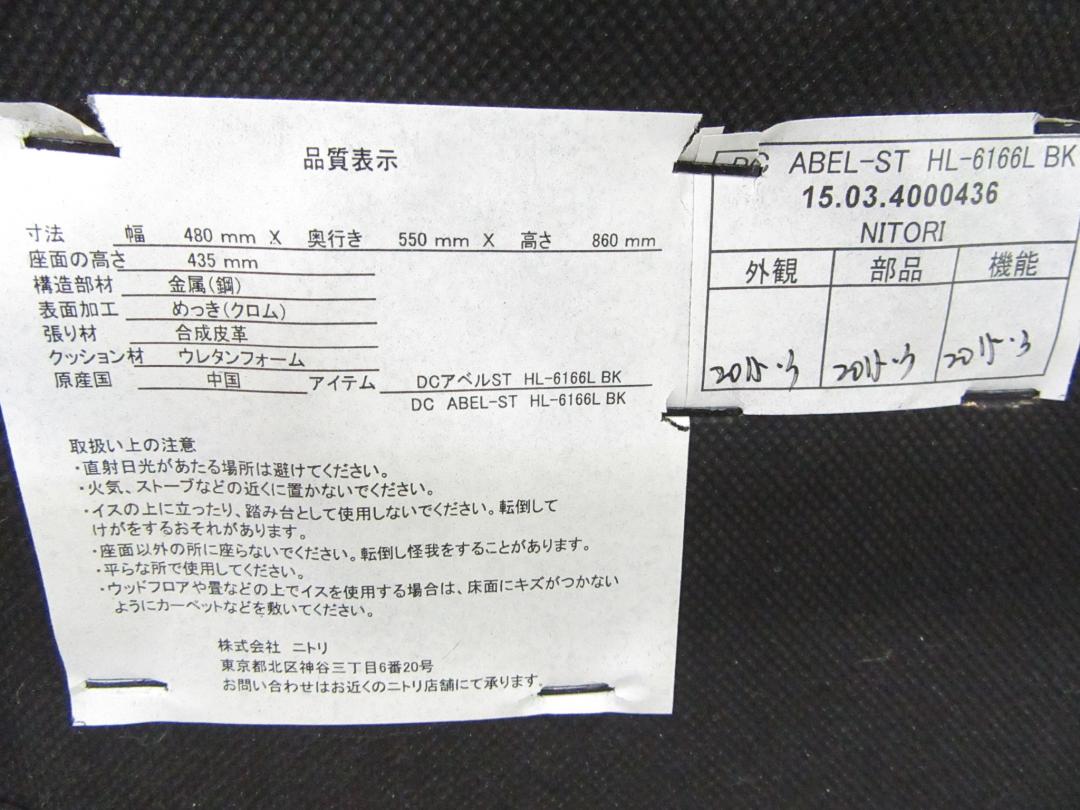 品質表示
寸法 幅 480 mm X 奥行き 550 mm X 高さ 860 mm
座面の高さ 435 mm
構造部材 金属(鋼)
表面加工 めっき(クロム)
張り材 合成皮革
クッション材 ウレタンフォーム
原産国 中国 アイテム DCアベルST HL-6166L BK
DC ABEL-ST HL-6166L BK
取扱い上の注意
・直射日光があたる場所は避けてください。
・火気、ストーブなどの近くに置かないでください。
・イスの上に立ったり、踏み台として使用しないでください。転倒して
けがをするおそれがあります。
・座面以外の所に座らないでください。転倒し怪我をすることがあります。
・平らな所で使用してください。
・ウッドフロアや畳などの上でイスを使用する場合は、床面にキズがつかない
ようにカーペットなどを敷いてください。
株式会社 ニトリ
東京都北区神谷三丁目6番20号
お問い合わせはお近くのニトリ店舗にて承ります。
ABEL-ST HL-6166L BK
15.03.4000436
NITORI
外観 部品 機能
2015.3 2015.3 2015.3